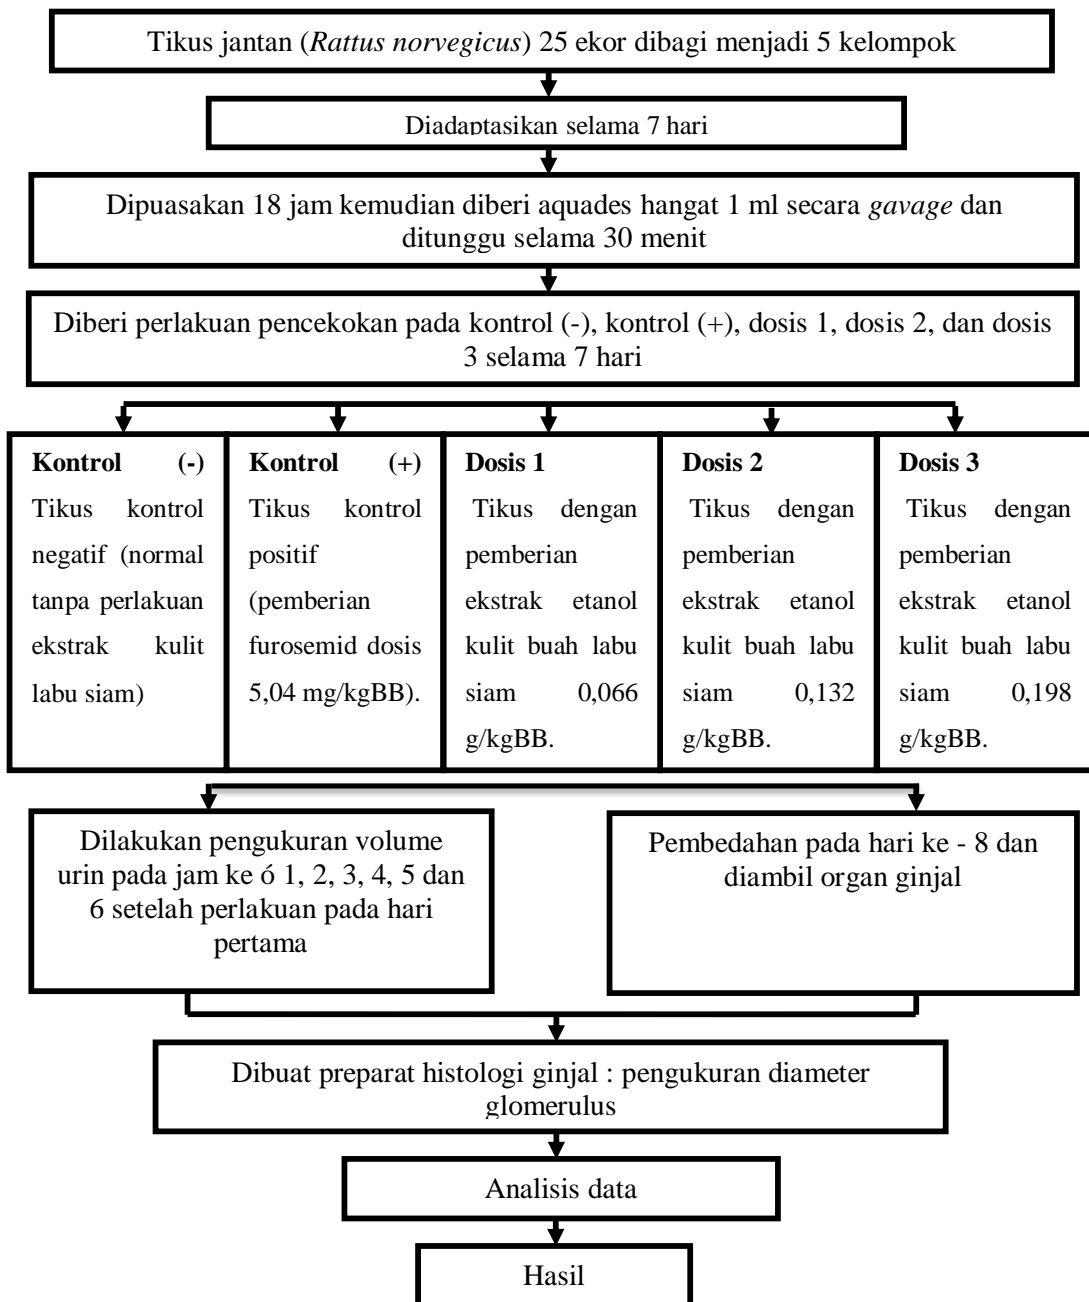 Tikus jantan (Rattus norvegicus) 25 ekor dibagi menjadi 5 kelompok
Diadaptasikan selama 7 hari
Dipuasakan 18 jam kemudian diberi aquades hangat 1 ml secara gavage dan
ditunggu selama 30 menit
Diberi perlakuan pencekokan pada kontrol (-), kontrol (+), dosis 1, dosis 2, dan dosis
3 selama 7 hari
Kontrol (-)
Tikus kontrol
negatif (normal
tanpa perlakuan
ekstrak kulit
labu siam)
Kontrol (+)
Tikus kontrol
positif
(pemberian
furosemid dosis
5,04 mg/kgBB).
Dosis 1
Tikus dengan
pemberian
ekstrak etanol
kulit buah labu
siam 0,066
g/kgBB.
Dosis 2
Tikus dengan
pemberian
ekstrak etanol
kulit buah labu
siam 0,132
g/kgBB.
Dosis 3
Tikus dengan
pemberian
ekstrak etanol
kulit buah labu
siam 0,198
g/kgBB.
Dilakukan pengukuran volume
urin pada jam ke ó 1, 2, 3, 4, 5 dan
6 setelah perlakuan pada hari
pertama
Pembedahan pada hari ke - 8 dan
diambil organ ginjal
Dibuat preparat histologi ginjal : pengukuran diameter
glomerulus
Analisis data
Hasil